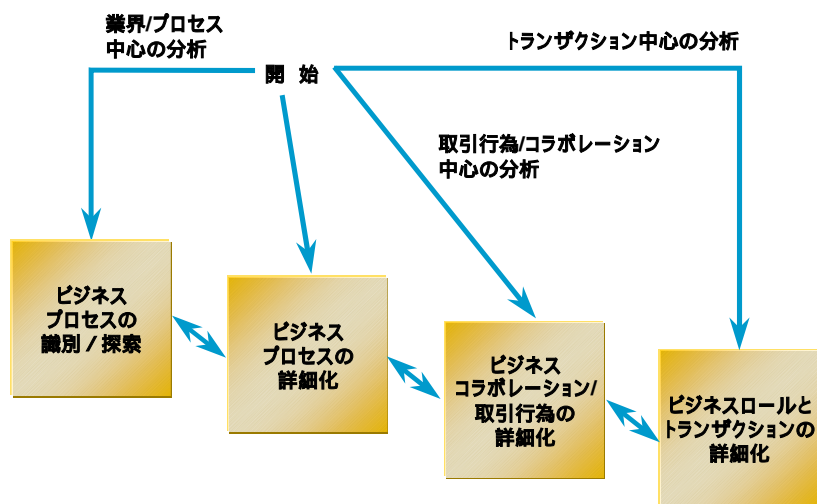 業界/プロセス
中心の分析
トランザクション中心の分析
開 始
取引行為/コラボレーション
中心の分析
ビジネス
プロセスの
識別 / 探索
ビジネス
プロセスの
詳細化
ビジネス
コラボレーション/
取引行為の
詳細化
ビジネスロールと
トランザクションの
詳細化